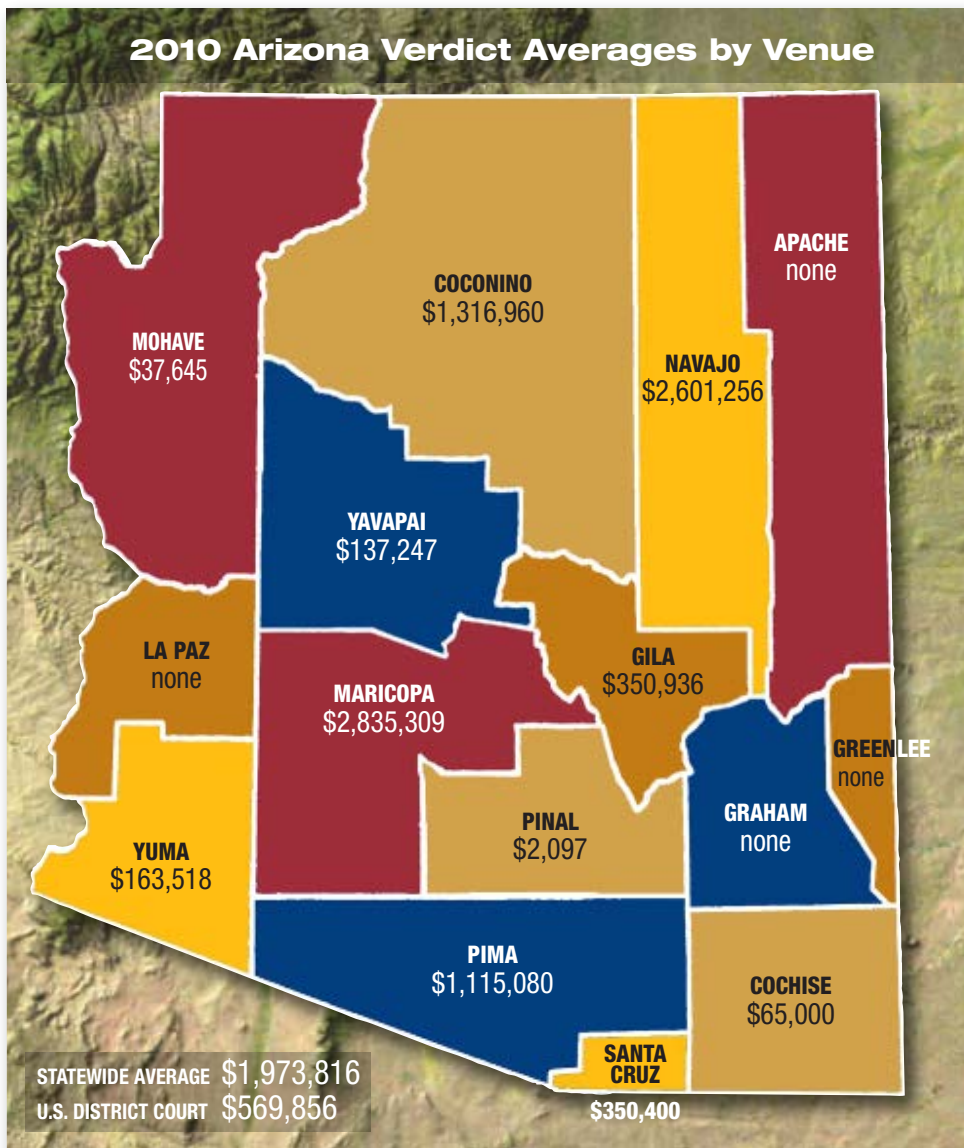 2010 Arizona Verdict Averages by Venue
APACHE
none
COCONINO
$1,316,960
MOHAVE
$37,645
NAVAJO
$2,601,256
YAVAPAI
$137,247
LA PAZ
none
GILA
$350,936
MARICOPA
$2,835,309
GREENLEE
none
GRAHAM
none
PINAL
$2,097
YUMA
$163,518
PIMA
$1,115,080
COCHISE
$65,000
SANTA
CRUZ
$350,400
STATEWIDE AVERAGE $1,973,816
U.S. DISTRICT COURT $569,856